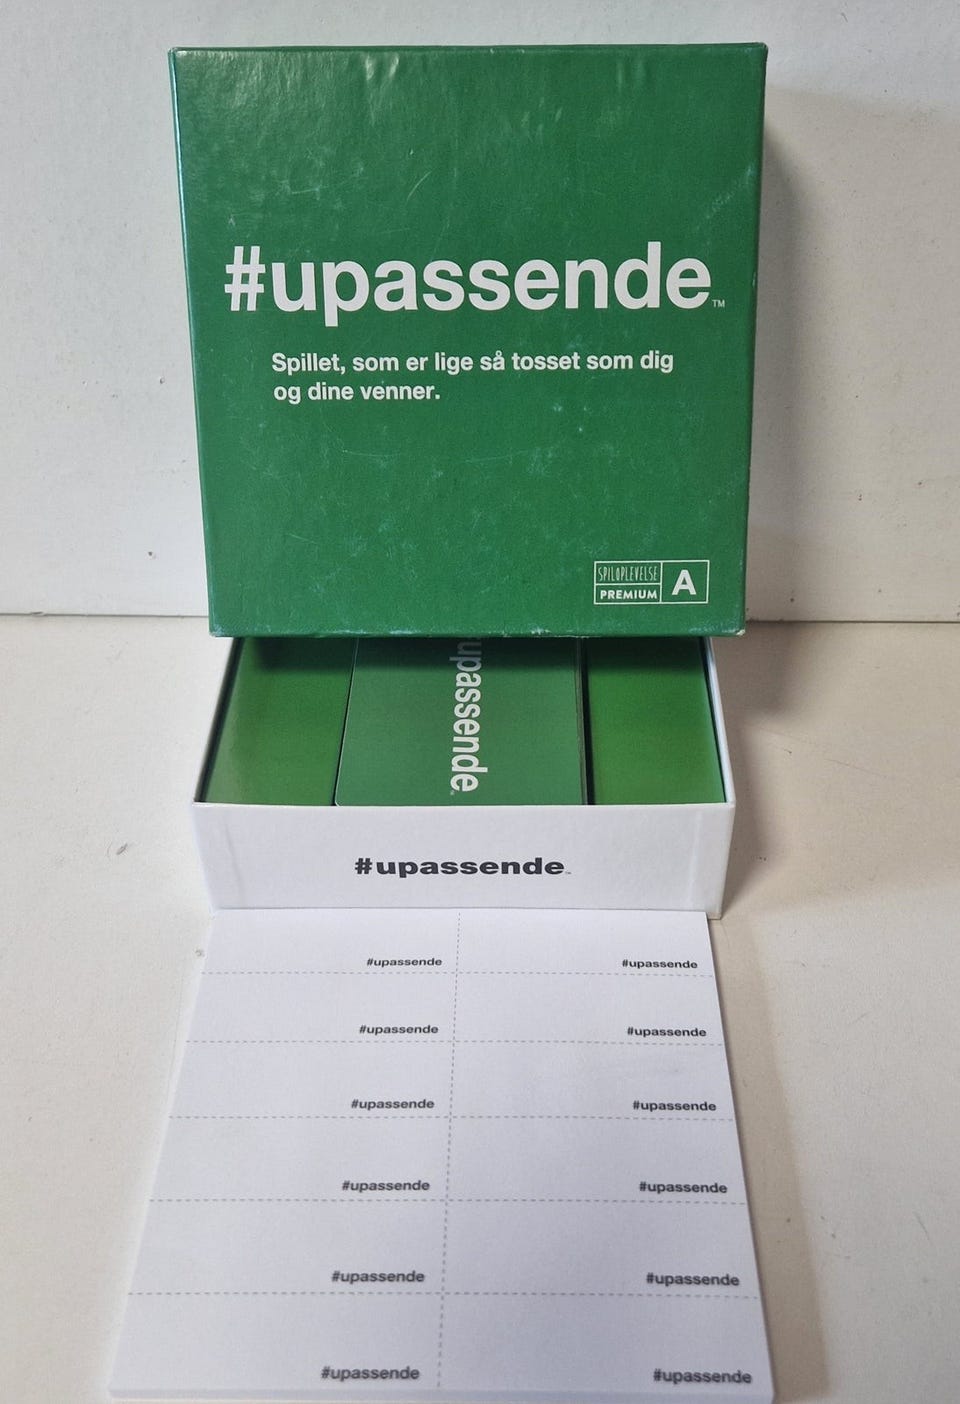 #upassende™
Spillet, som er lige så tosset som dig
og dine venner.
SPILOPLEVELSE
PREMIUM A
upassende
#upassende
#upassende #upassende
#upassende #upassende
#upassende #upassende
#upassende #upassende
#upassende #upassende
#upassende #upassende